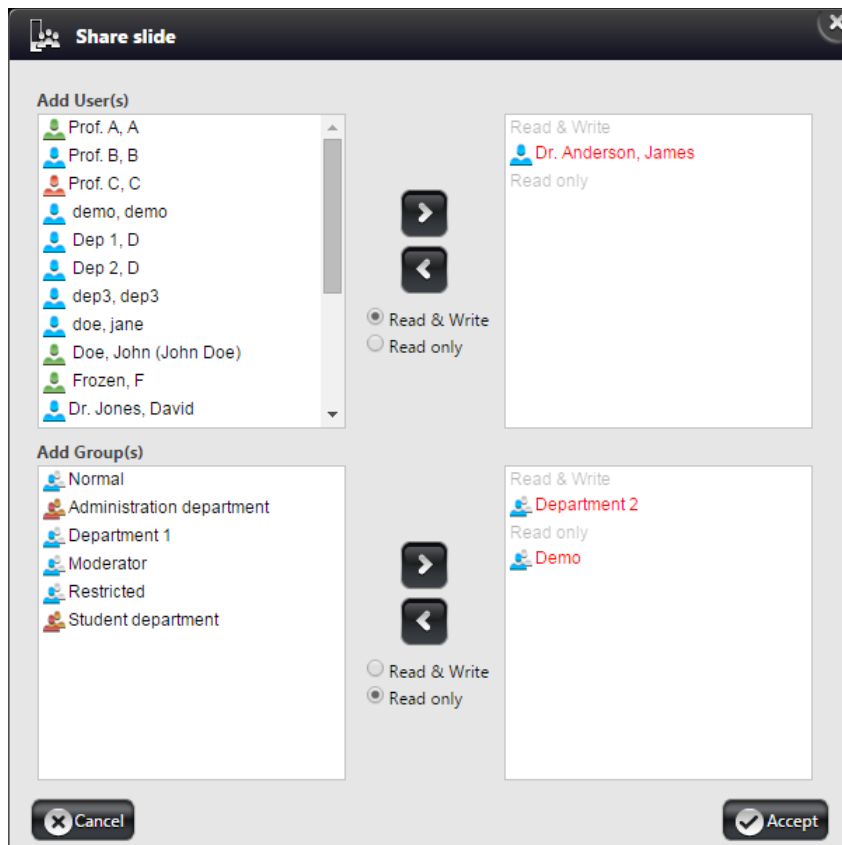 Share slide
Add User(s)
Prof. A, A
Prof. B, B
Prof. C, C
demo, demo
Dep 1, D
Dep 2, D
dep3, dep3
doe, jane
Doe, John (John Doe)
Frozen, F
Dr. Jones, David
Read & Write
Read only
Read & Write
Dr. Anderson, James
Read only
Add Group(s)
Normal
Administration department
Department 1
Moderator
Restricted
Student department
Read & Write
Read only
Read & Write
Department 2
Read only
Demo
Cancel
Accept